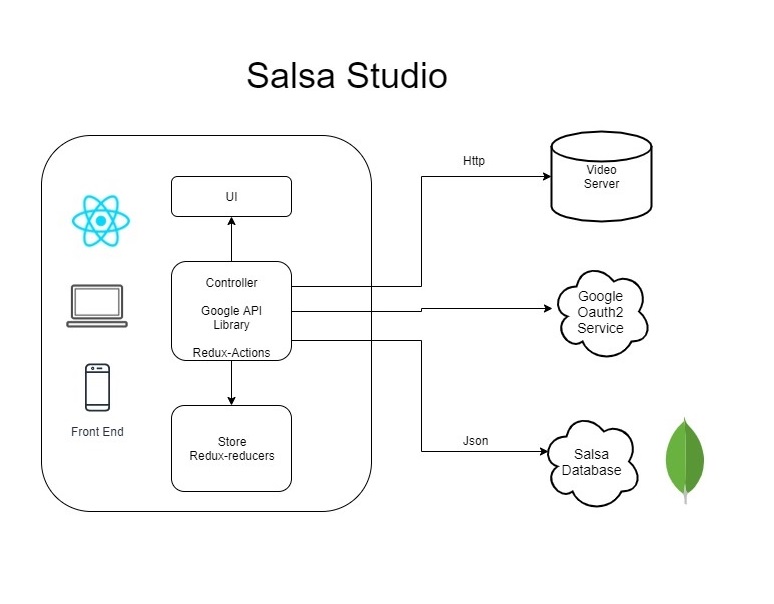 Salsa Studio
UI
Controller
Google API
Library
Redux-Actions
Store
Redux-reducers
Front End
Http
Video
Server
Google
Oauth2
Service
Json
Salsa
Database